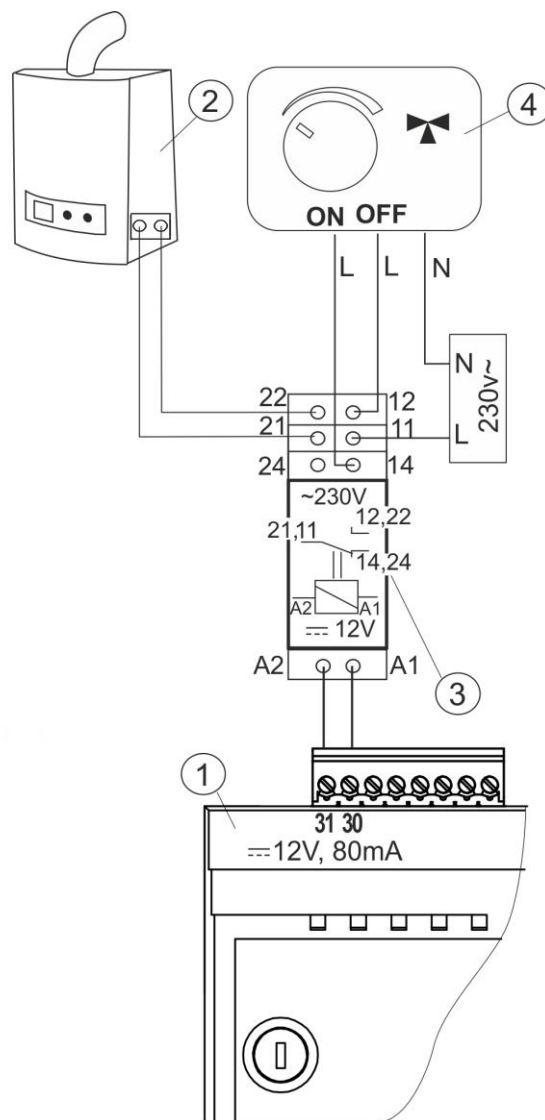 2
4
ON OFF
L L N
N
L
230v~
22 12
21 11
24 14
~230V
12,22
21,11
14,24
A2 A1
12V
A2 A1
3
1
31 30
12V, 80mA